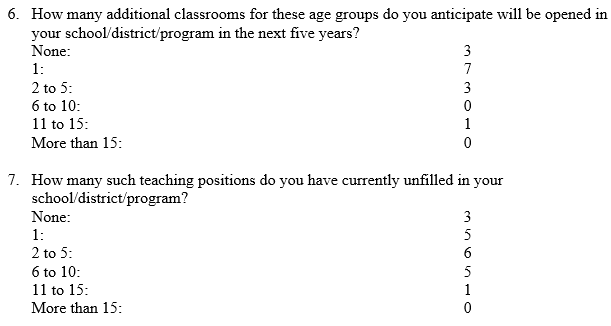 6. How many additional classrooms for these age groups do you anticipate will be opened in
your school/district/program in the next five years?
None: 3
1: 7
2 to 5: 3
6 to 10: 0
11 to 15: 1
More than 15: 0
7. How many such teaching positions do you have currently unfilled in your
school/district/program?
None: 3
1: 5
2 to 5: 6
6 to 10: 5
11 to 15: 1
More than 15: 0